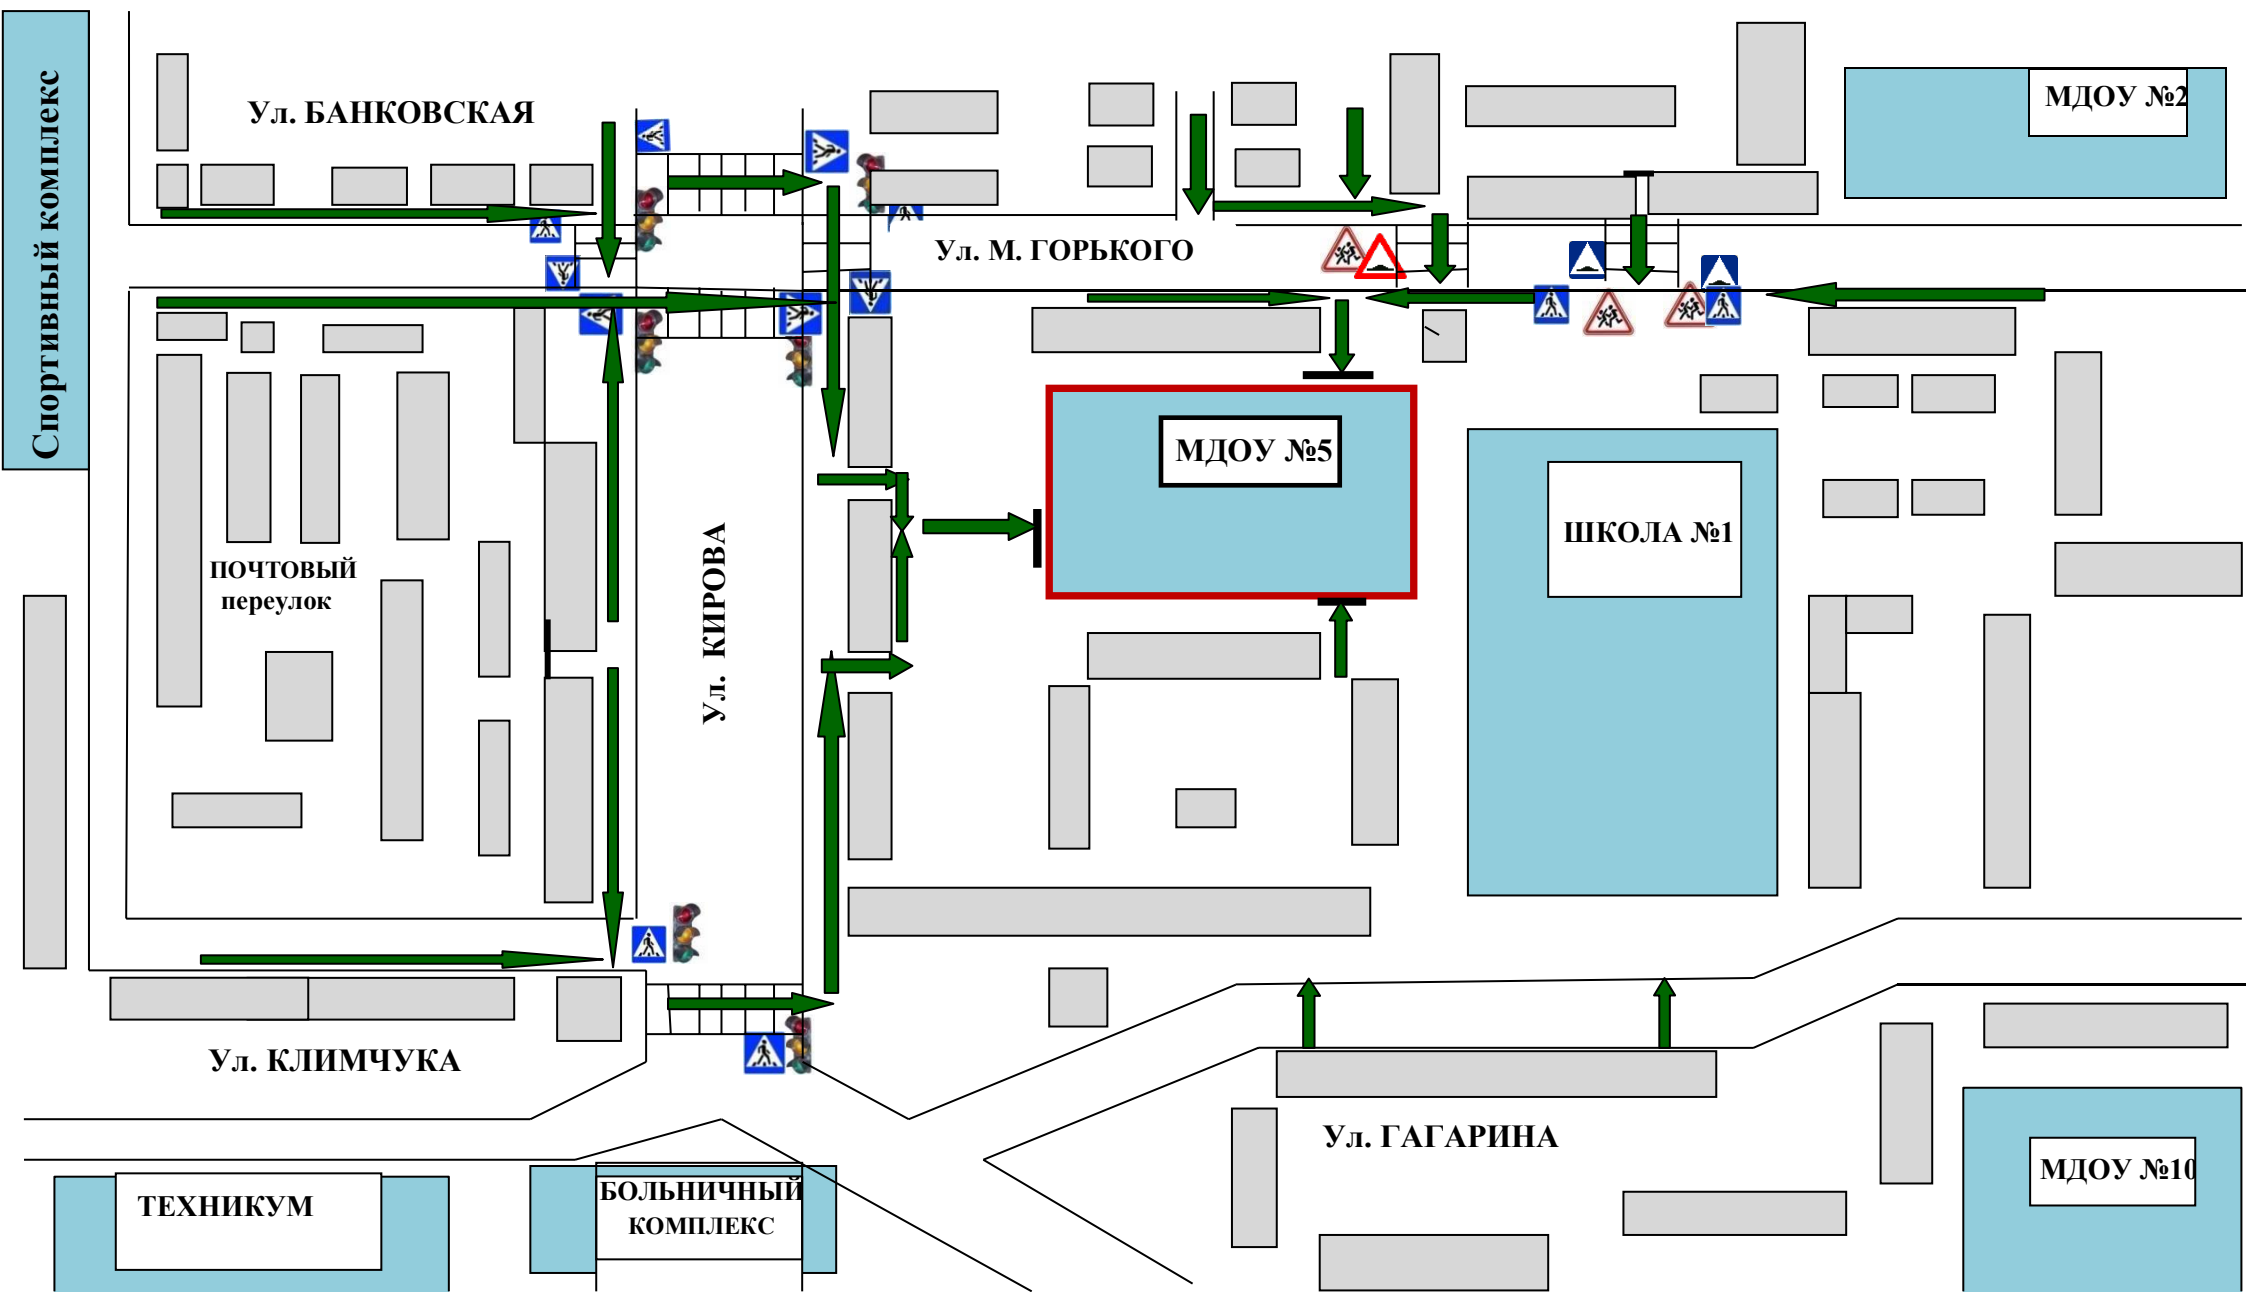 Спортивный комплекс
Ул. БАНКОВСКАЯ
МДОУ №2
Ул. М. ГОРЬКОГО
МДОУ №5
ШКОЛА №1
ПОЧТОВЫЙ
переулок
Ул. КИРОВА
Ул. КЛИМЧУКА
Ул. ГАГАРИНА
ТЕХНИКУМ
БОЛЬНИЧНЫЙ
КОМПЛЕКС
МДОУ №10